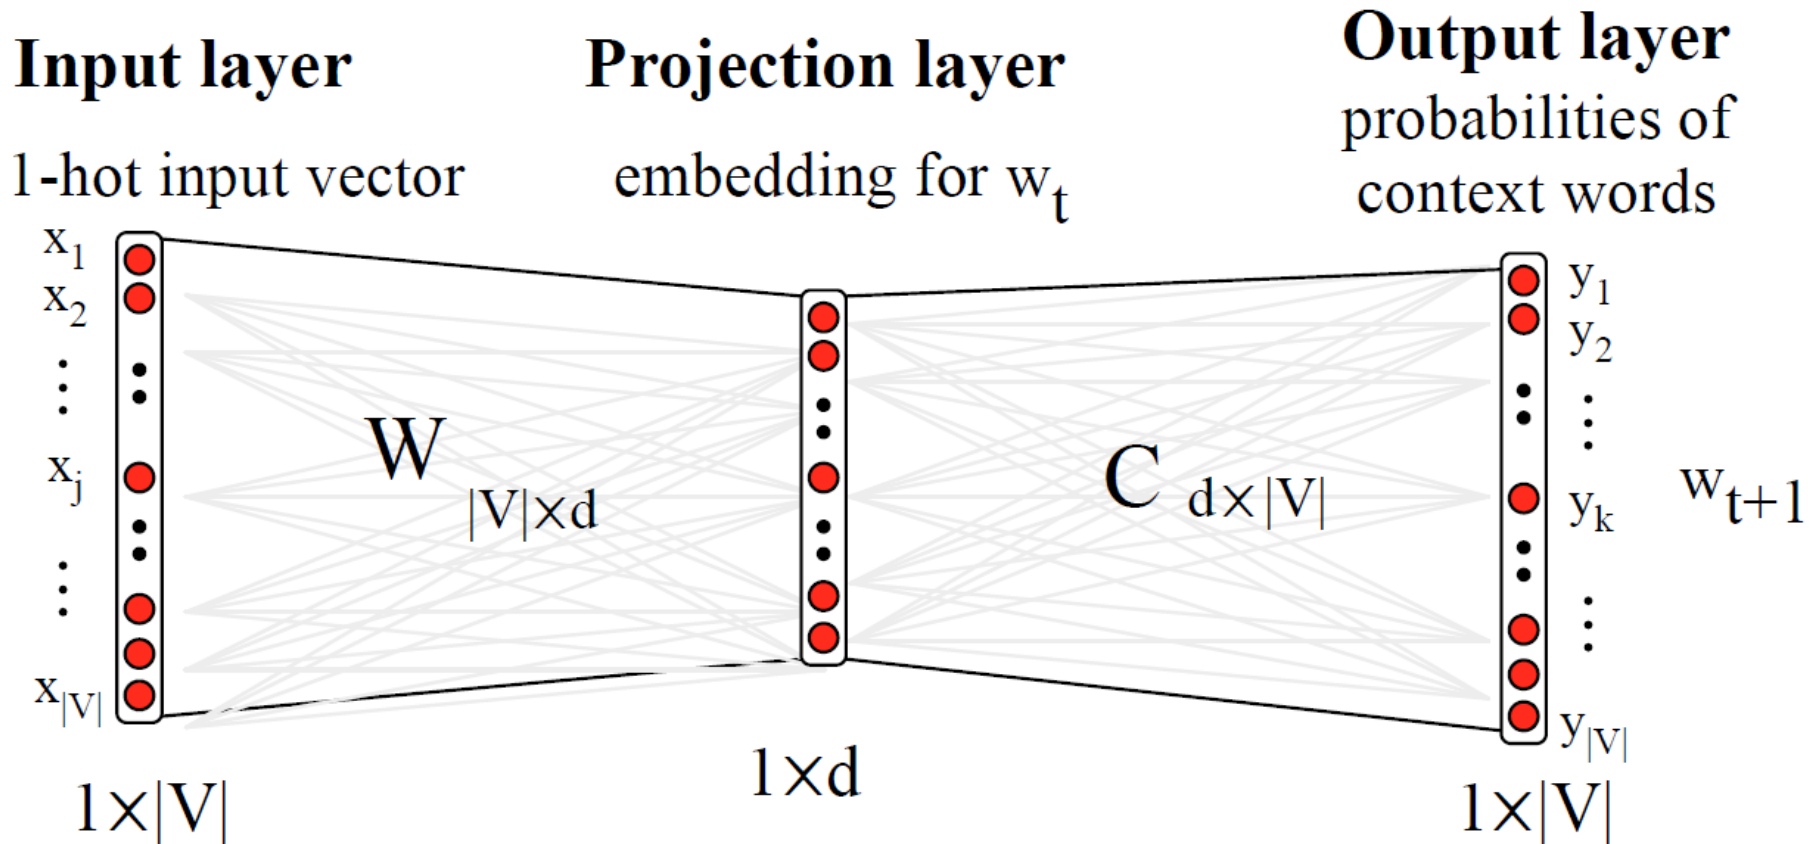 Input layer
1-hot input vector
x1
x2
xj
x|V|
1×|V|
W |V|×d
Projection layer
embedding for wt
1×d
C d×|V|
Output layer
probabilities of
context words
y1
y2
yk
y|V|
wt+1
1×|V|